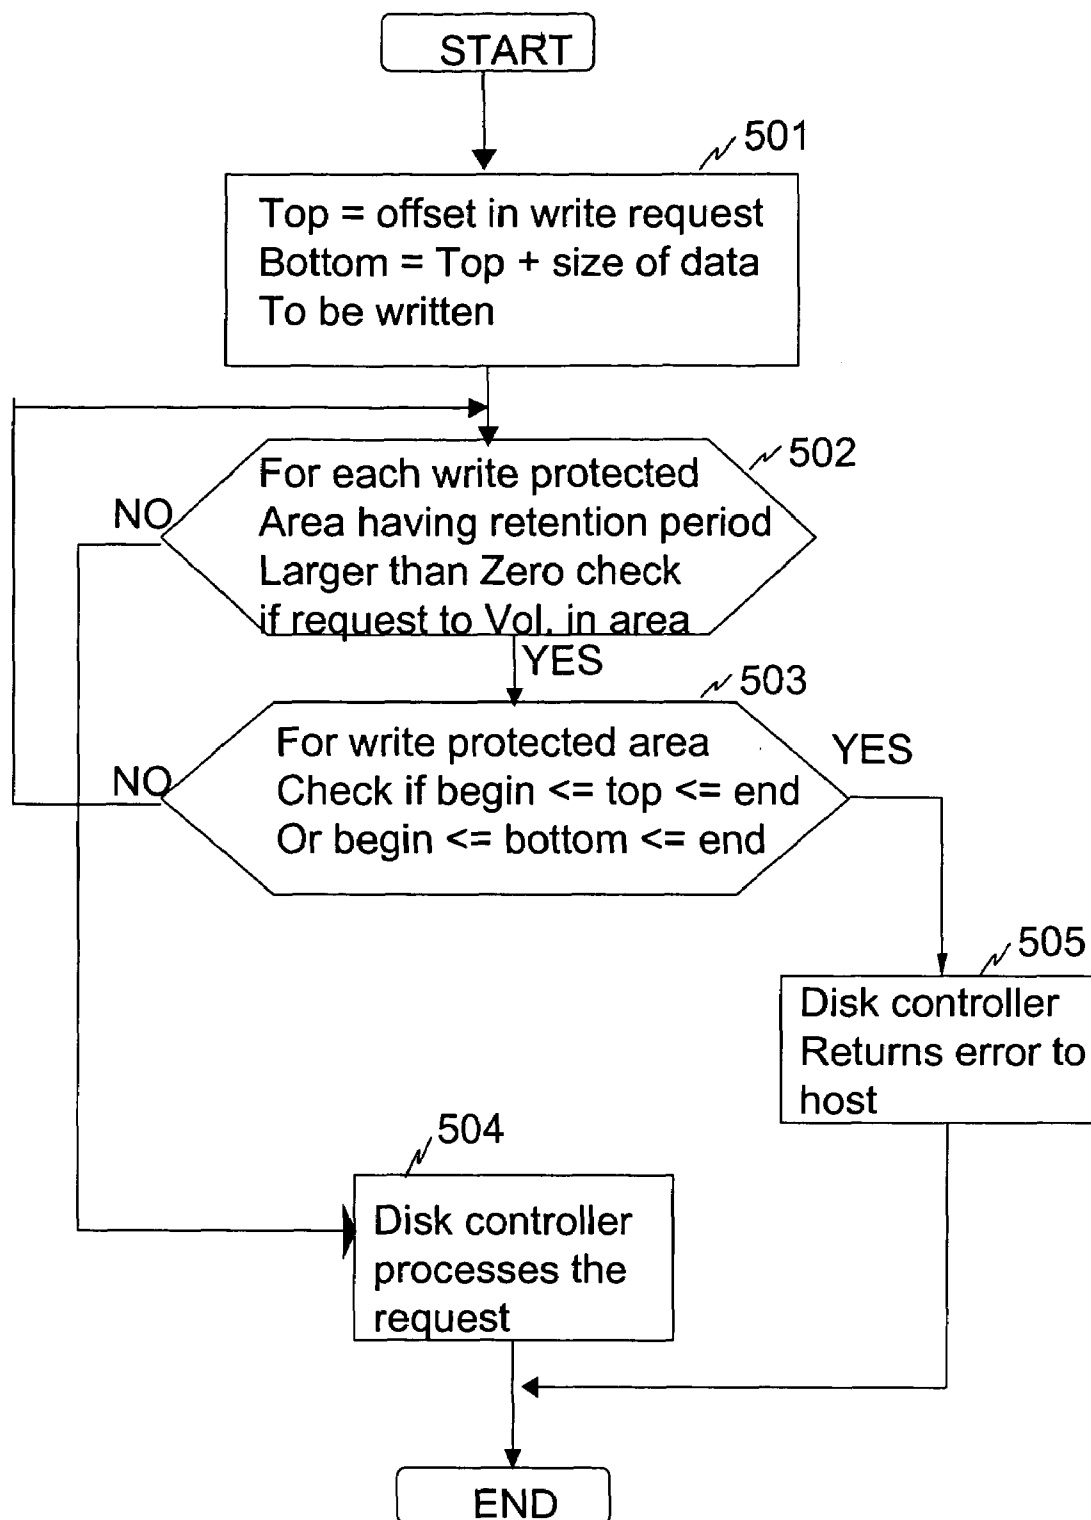 START
501
Top = offset in write request
Bottom = Top + size of data
To be written
502
For each write protected
NO
Area having retention period
Larger than Zero check
if request to Vol. in area
YES
503
For write protected area
YES
NO
Check if begin <= top <= end
Or begin <= bottom <= end
505
Disk controller
Returns error to
host
504
Disk controller
processes the
request
END